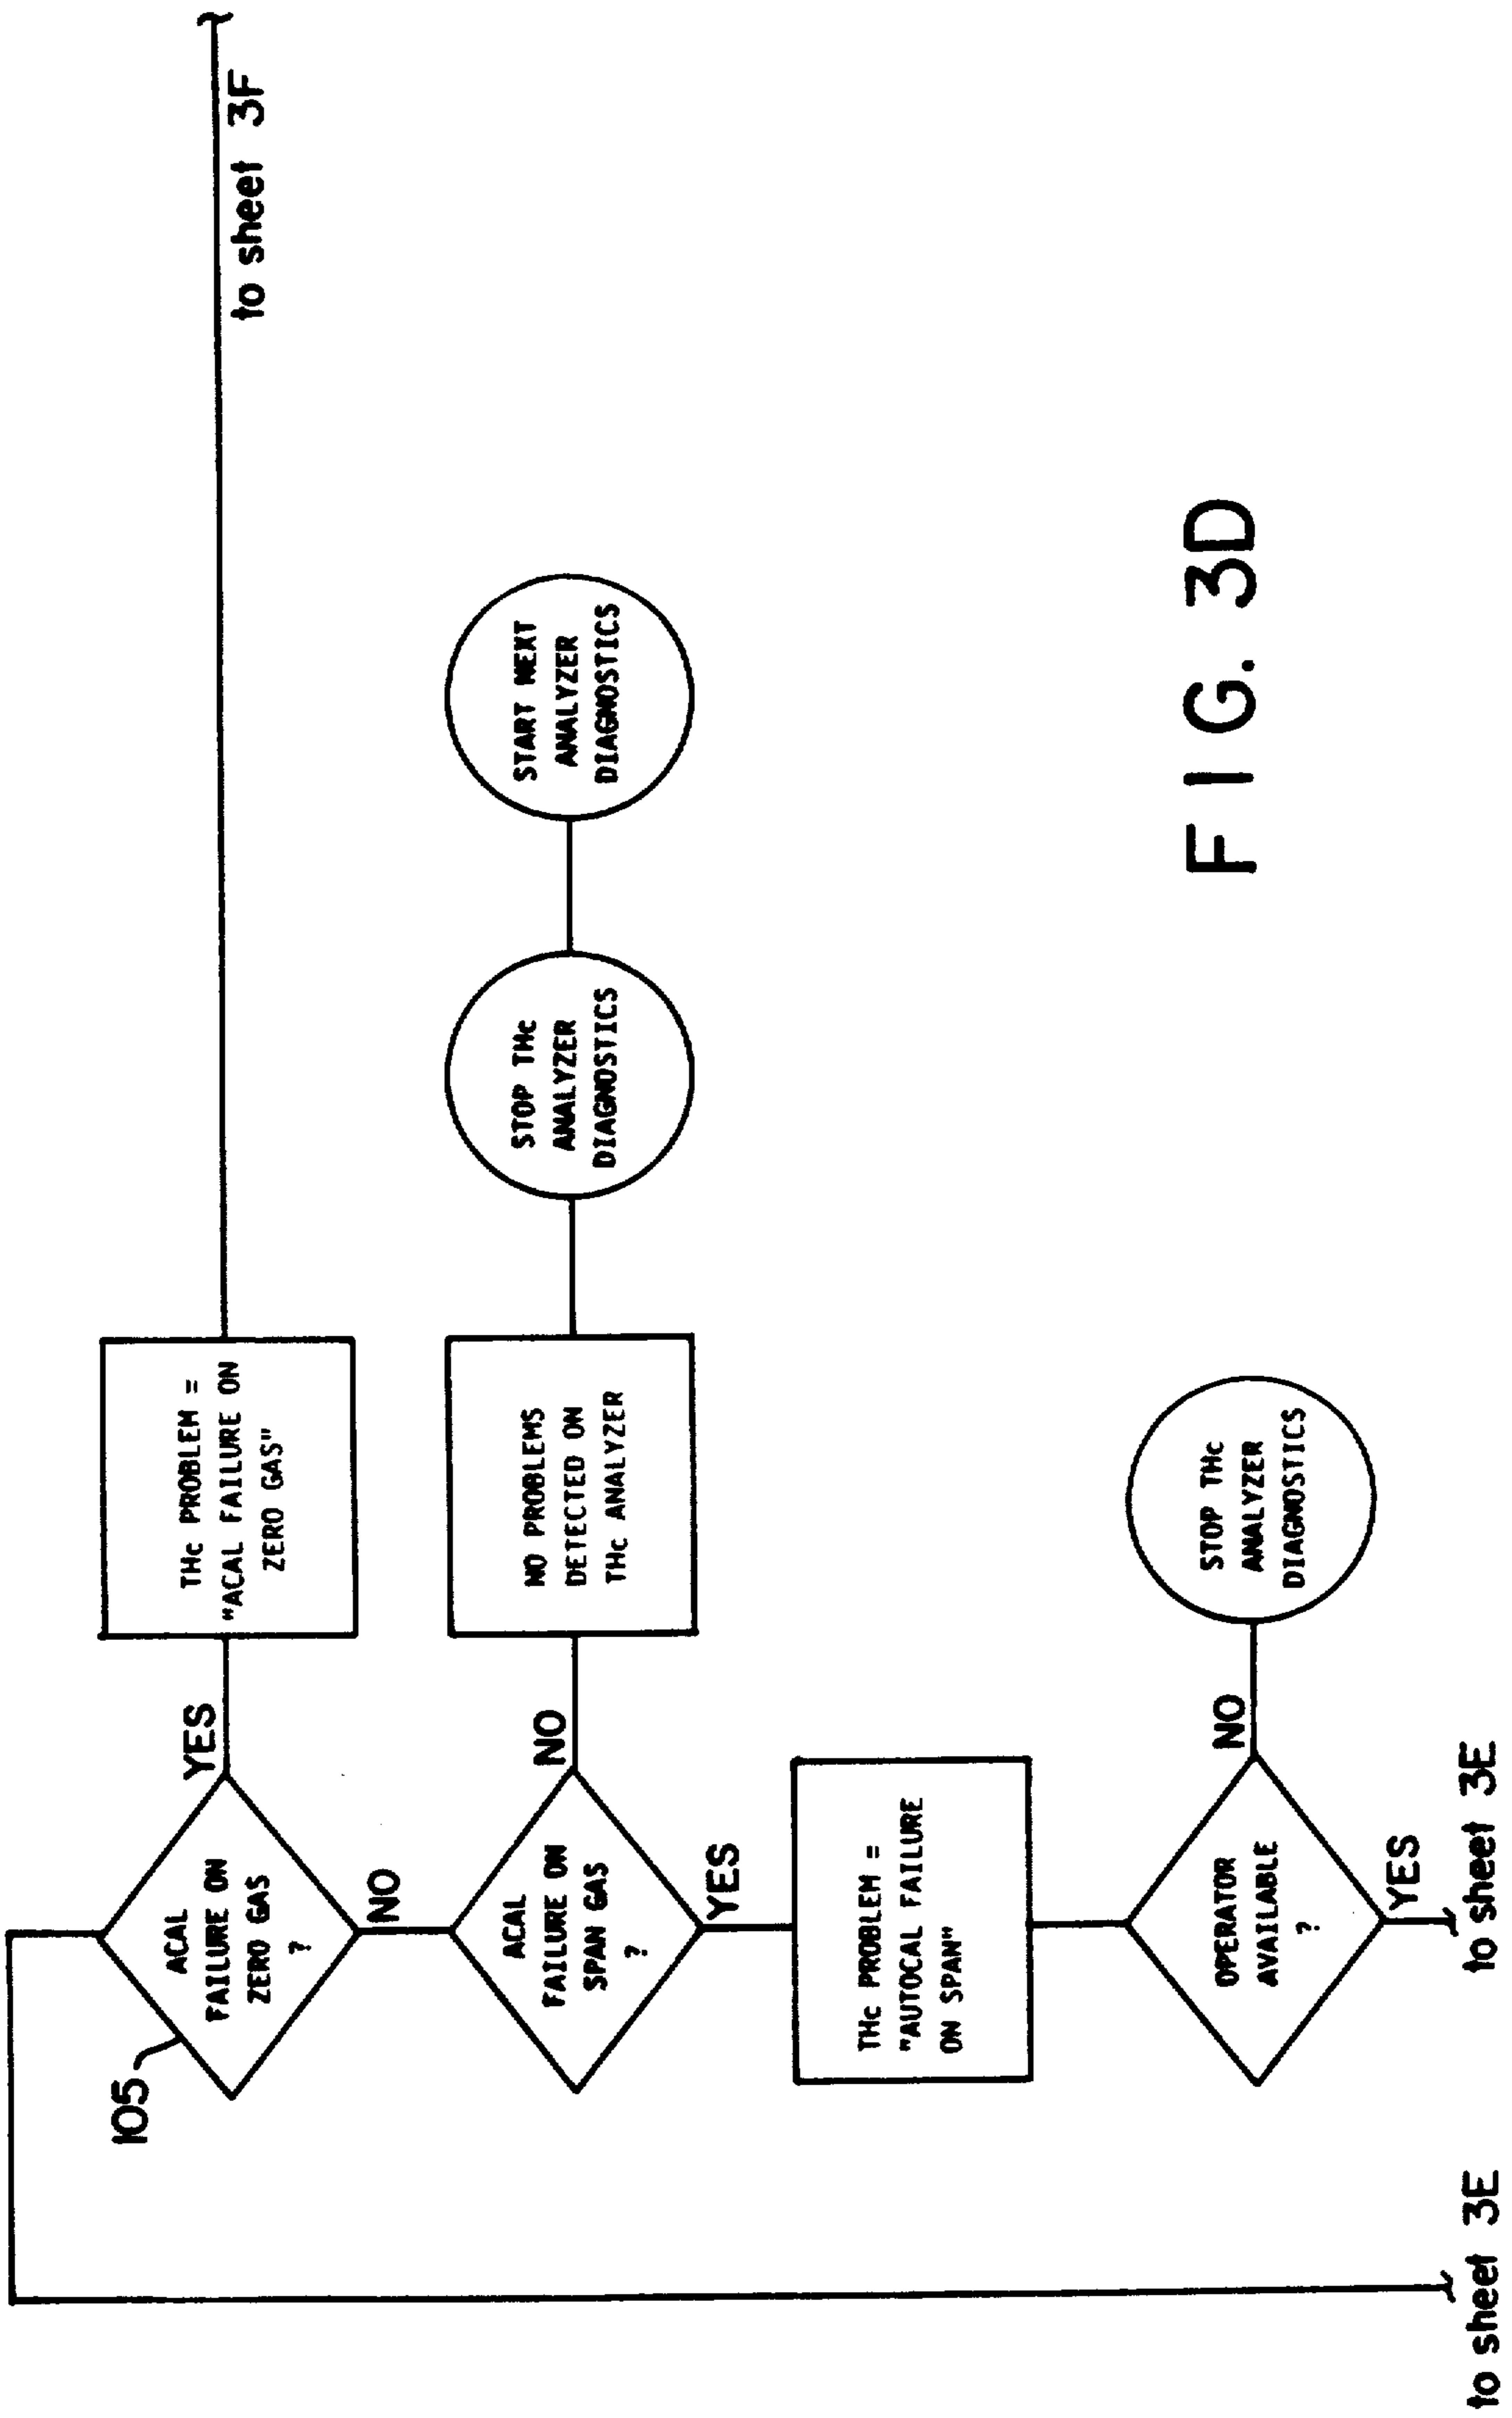 to sheet 3F
105
ACAL
FAILURE ON
ZERO GAS
?
YES
THc PROBLEM =
"ACAL FAILURE ON
ZERO GAS"
NO
ACAL
FAILURE ON
SPAN GAS
?
NO
NO PROBLEMS
DETECTED ON
THc ANALYZER
STOP THc
ANALYZER
DIAGNOSTICS
START NEXT
ANALYZER
DIAGNOSTICS
YES
THc PROBLEM =
"AUTOCAL FAILURE
ON SPAN"
OPERATOR
AVAILABLE
?
NO
STOP THc
ANALYZER
DIAGNOSTICS
YES
to sheet 3E
to sheet 3E
FIG. 3D